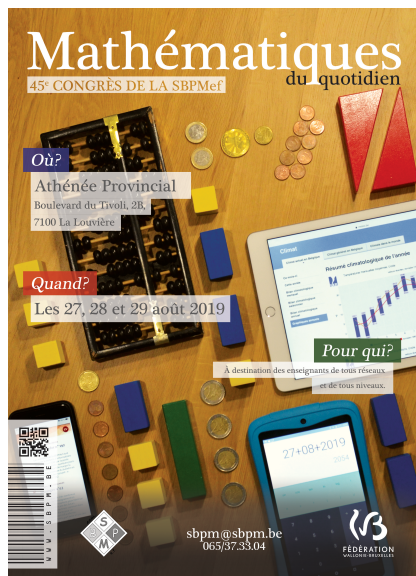 Mathématiques
du quotidien
45e CONGRÈS DE LA SBPMef
Où?
Athénée Provincial
Boulevard du Tivoli, 2B,
7100 La Louvière
Climat
Résumé climatologique de l'année
Quand?
Les 27, 28 et 29 août 2019
Pour qui?
À destination des enseignants de tous réseaux
et de tous niveaux.
27+08+2019
2054
WWW.SBPM.BE
S
B
P
M
sbpm@sbpm.be
065/37.33.04
FÉDÉRATION
WALLONIE-BRUXELLES